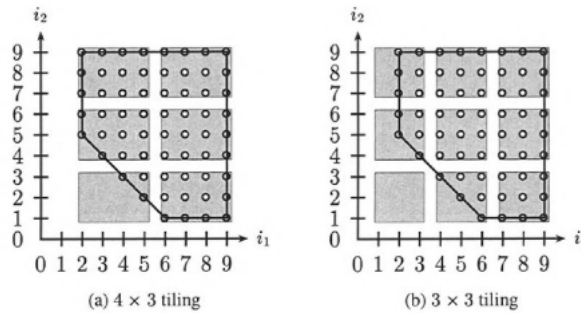 i₂ i₂
9 9
8 8
7 7
6 6
5 5
4 4
3 3
2 2
1 1
0 i₁ 0 i
0 1 2 3 4 5 6 7 8 9 0 1 2 3 4 5 6 7 8 9
(a) 4 × 3 tiling (b) 3 × 3 tiling